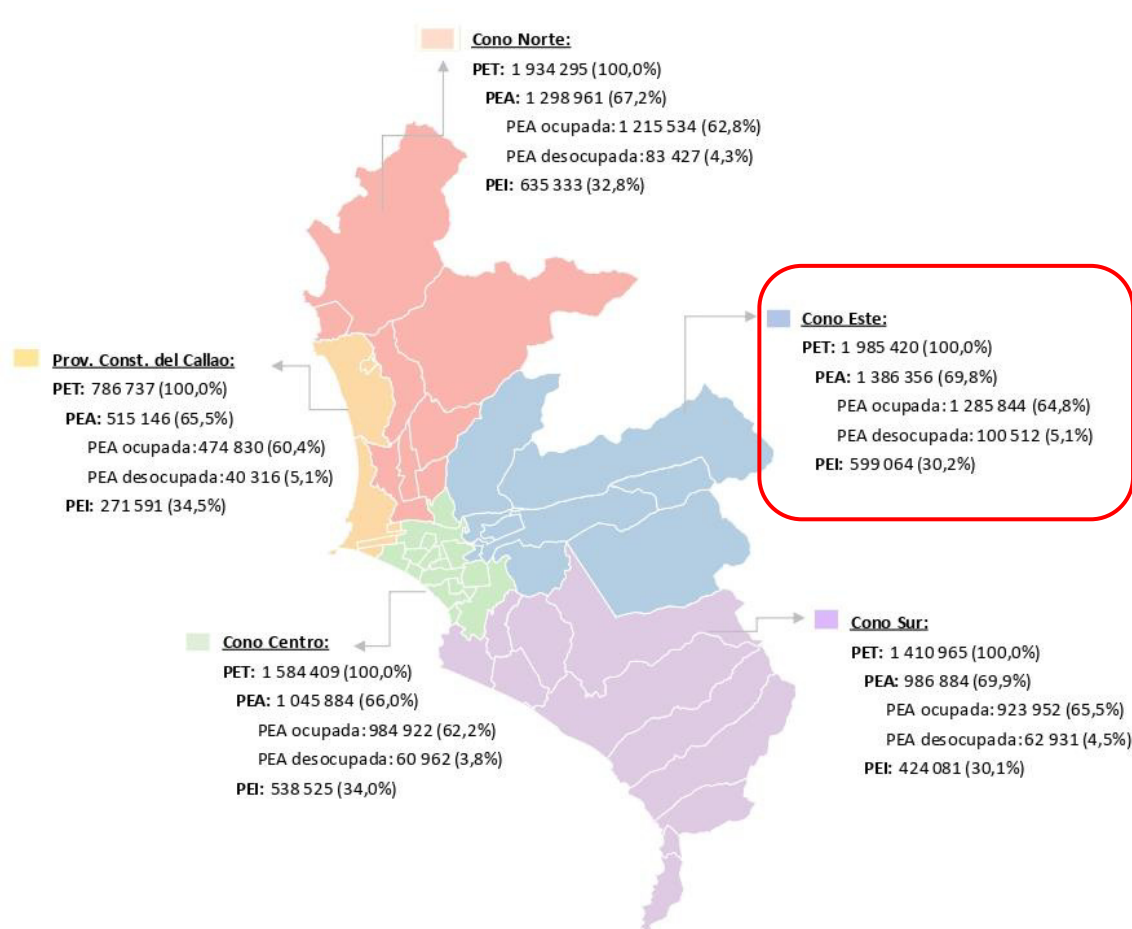 Cono Norte:
PET: 1 934 295 (100,0%)
PEA: 1 298 961 (67,2%)
PEA ocupada: 1 215 534 (62,8%)
PEA desocupada: 83 427 (4,3%)
PEI: 635 333 (32,8%)
Cono Este:
PET: 1 985 420 (100,0%)
PEA: 1 386 356 (69,8%)
PEA ocupada: 1 285 844 (64,8%)
PEA desocupada: 100 512 (5,1%)
PEI: 599 064 (30,2%)
Prov. Const. del Callao:
PET: 786 737 (100,0%)
PEA: 515 146 (65,5%)
PEA ocupada: 474 830 (60,4%)
PEA desocupada: 40 316 (5,1%)
PEI: 271 591 (34,5%)
Cono Centro:
PET: 1 584 409 (100,0%)
PEA: 1 045 884 (66,0%)
PEA ocupada: 984 922 (62,2%)
PEA desocupada: 60 962 (3,8%)
PEI: 538 525 (34,0%)
Cono Sur:
PET: 1 410 965 (100,0%)
PEA: 986 884 (69,9%)
PEA ocupada: 923 952 (65,5%)
PEA desocupada: 62 931 (4,5%)
PEI: 424 081 (30,1%)